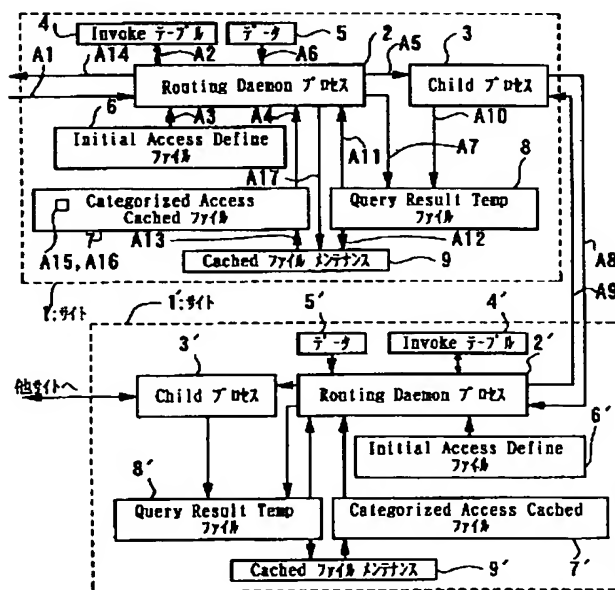 4
5
2
A5
3
A1
A14
Invoke テーブル
データ
A2
A6
Routing Daemon プロセス
Child プロセス
6
A3
A4
A10
Initial Access Define
ファイル
A11
A7
8
A17
Categorized Access
Cached ファイル
Query Result Temp
ファイル
7
A13
A12
A15, A16
Cached ファイル メンテナンス
9
A8
A9
1:サイト
1′:サイト
5′
4′
3′
データ
Invoke テーブル
2′
他サイトへ
Child プロセス
Routing Daemon プロセス
6′
8′
Initial Access Define
ファイル
Query Result Temp
ファイル
Categorized Access Cached
ファイル
7′
Cached ファイル メンテナンス
9′